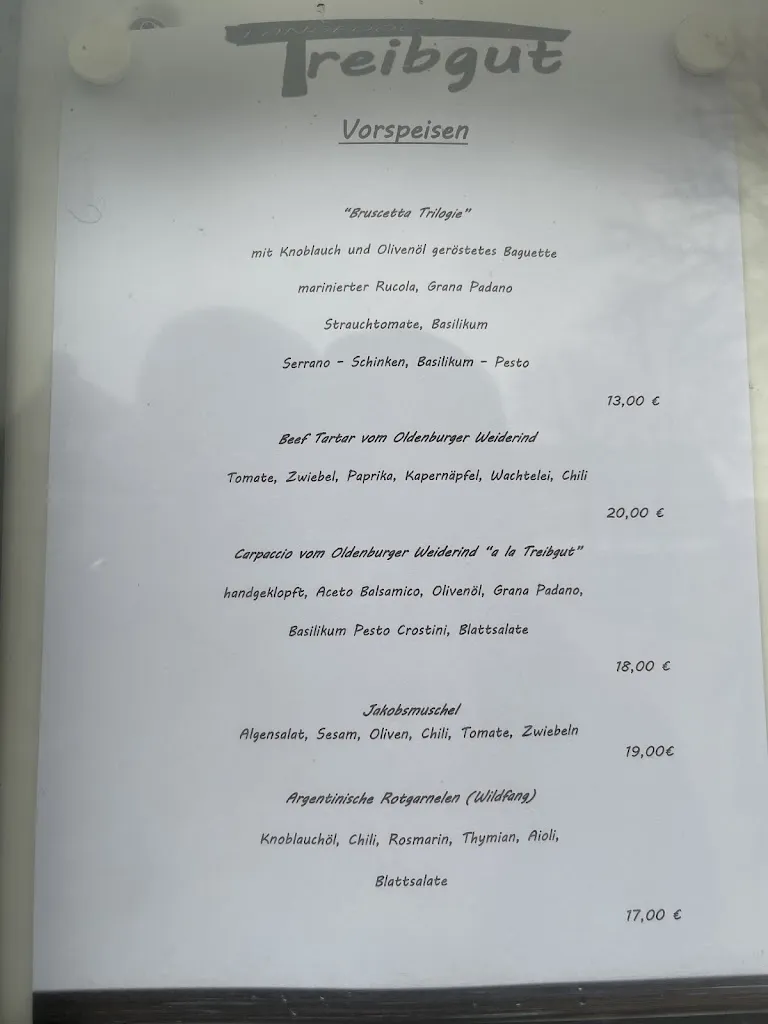 Treibgut
Vorspeisen
"Bruscetta Trilogie"
mit Knoblauch und Olivenöl geröstetes Baguette
marinierter Rucola, Grana Padano
Strauchtomate, Basilikum
Serrano - Schinken, Basilikum - Pesto
13,00 €
Beef Tartar vom Oldenburger Weiderind
Tomate, Zwiebel, Paprika, Kapernäpfel, Wachtelei, Chili
20,00 €
Carpaccio vom Oldenburger Weiderind "a la Treibgut"
handgeklopft, Aceto Balsamico, Olivenöl, Grana Padano,
Basilikum Pesto Crostini, Blattsalate
18,00 €
Jakobsmuschel
Algensalat, Sesam, Oliven, Chili, Tomate, Zwiebeln
19,00€
Argentinische Rotgarnelen (Wildfang)
Knoblauchöl, Chili, Rosmarin, Thymian, Aioli,
Blattsalate
17,00 €